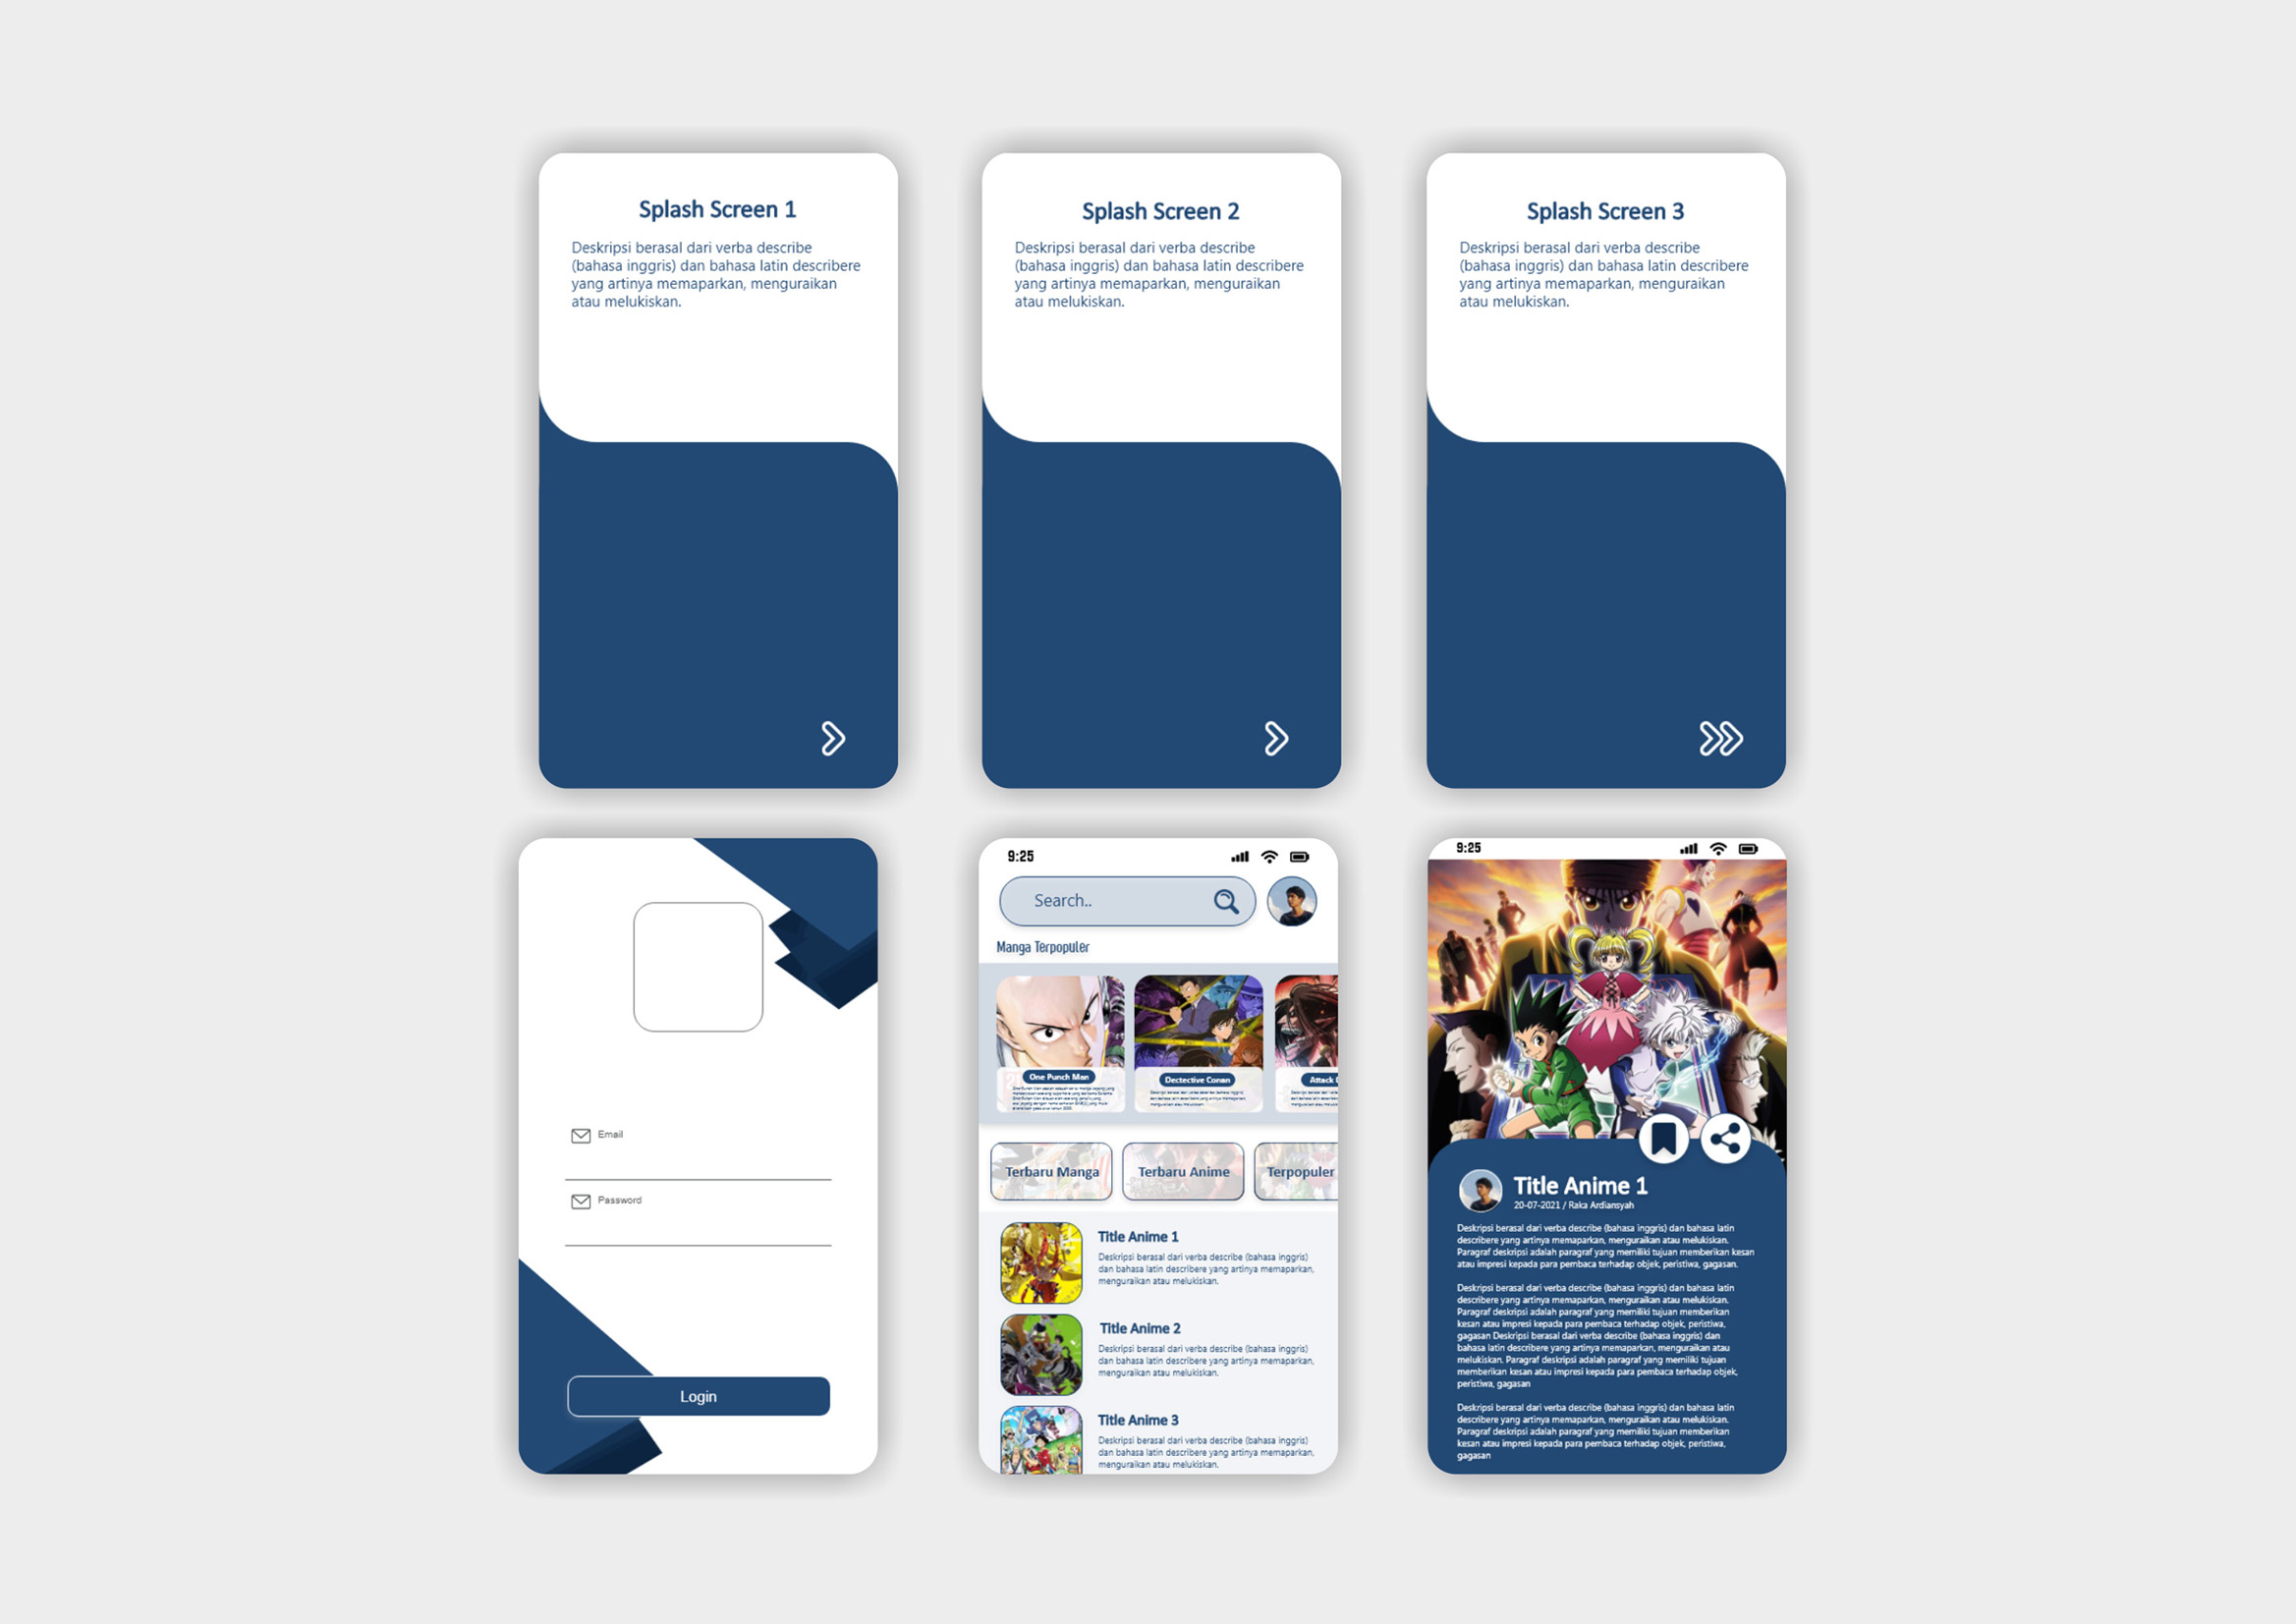 Splash Screen 1
Deskripsi berasal dari verba describe
(bahasa inggris) dan bahasa latin describere
yang artinya memaparkan, menguraikan
atau melukiskan.
Splash Screen 2
Deskripsi berasal dari verba describe
(bahasa inggris) dan bahasa latin describere
yang artinya memaparkan, menguraikan
atau melukiskan.
Splash Screen 3
Deskripsi berasal dari verba describe
(bahasa inggris) dan bahasa latin describere
yang artinya memaparkan, menguraikan
atau melukiskan.
Email
Password
Login
9:25
Search..
Manga Terpopuler
One Punch Man
Dectective Conan
Attack
Terbaru Manga
Terbaru Anime
Terpopuler
Title Anime 1
Deskripsi berasal dari verba describe (bahasa inggris)
dan bahasa latin describere yang artinya memaparkan,
menguraikan atau melukiskan.
Title Anime 2
Deskripsi berasal dari verba describe (bahasa inggris)
dan bahasa latin describere yang artinya memaparkan,
menguraikan atau melukiskan.
Title Anime 3
Deskripsi berasal dari verba describe (bahasa inggris)
dan bahasa latin describere yang artinya memaparkan,
menguraikan atau melukiskan.
9:25
Title Anime 1
20-07-2021 / Raka Ardiansyah
Deskripsi berasal dari verba describe (bahasa inggris) dan bahasa latin
describere yang artinya memaparkan, menguraikan atau melukiskan.
Paragraf deskripsi adalah paragraf yang memiliki tujuan memberikan kesan
atau impresi kepada para pembaca terhadap objek, peristiwa, gagasan.
Deskripsi berasal dari verba describe (bahasa inggris) dan bahasa latin
describere yang artinya memaparkan, menguraikan atau melukiskan.
Paragraf deskripsi adalah paragraf yang memiliki tujuan memberikan
kesan atau impresi kepada para pembaca terhadap objek, peristiwa,
gagasan Deskripsi berasal dari verba describe (bahasa inggris) dan
bahasa latin describere yang artinya memaparkan, menguraikan atau
melukiskan. Paragraf deskripsi adalah paragraf yang memiliki tujuan
memberikan kesan atau impresi kepada para pembaca terhadap objek,
peristiwa, gagasan
Deskripsi berasal dari verba describe (bahasa inggris) dan bahasa latin
describere yang artinya memaparkan, menguraikan atau melukiskan.
Paragraf deskripsi adalah paragraf yang memiliki tujuan memberikan
kesan atau impresi kepada para pembaca terhadap objek, peristiwa,
gagasan